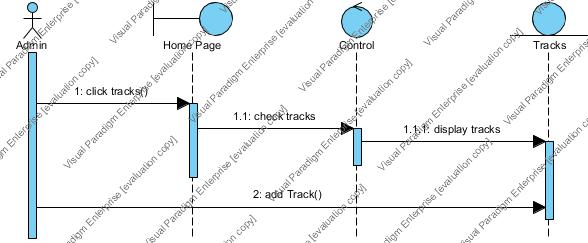 Admin
Home Page
Control
Tracks
1: click tracks()
1.1: check tracks
1.1.1: display tracks
2: add Track()
Visual Paradigm Enterprise [evaluation copy]